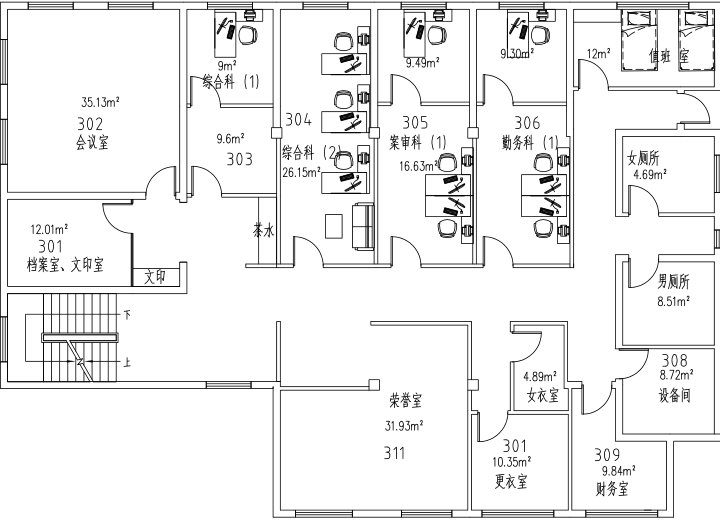 35.13m²
302
会议室
9m²
综合科 (1)
9.6m²
303
304
综合科 (2)
26.15m²
9.49m²
305
案审科 (1)
16.63m²
9.30m²
306
勤务科 (1)
12m²
值班 室
女厕所
4.69m²
12.01m²
301
档案室、文印室
文印
茶水
男厕所
8.51m²
下
上
308
8.72m²
设备间
4.89m²
女衣室
荣誉室
31.93m²
311
301
10.35m²
更衣室
309
9.84m²
财务室